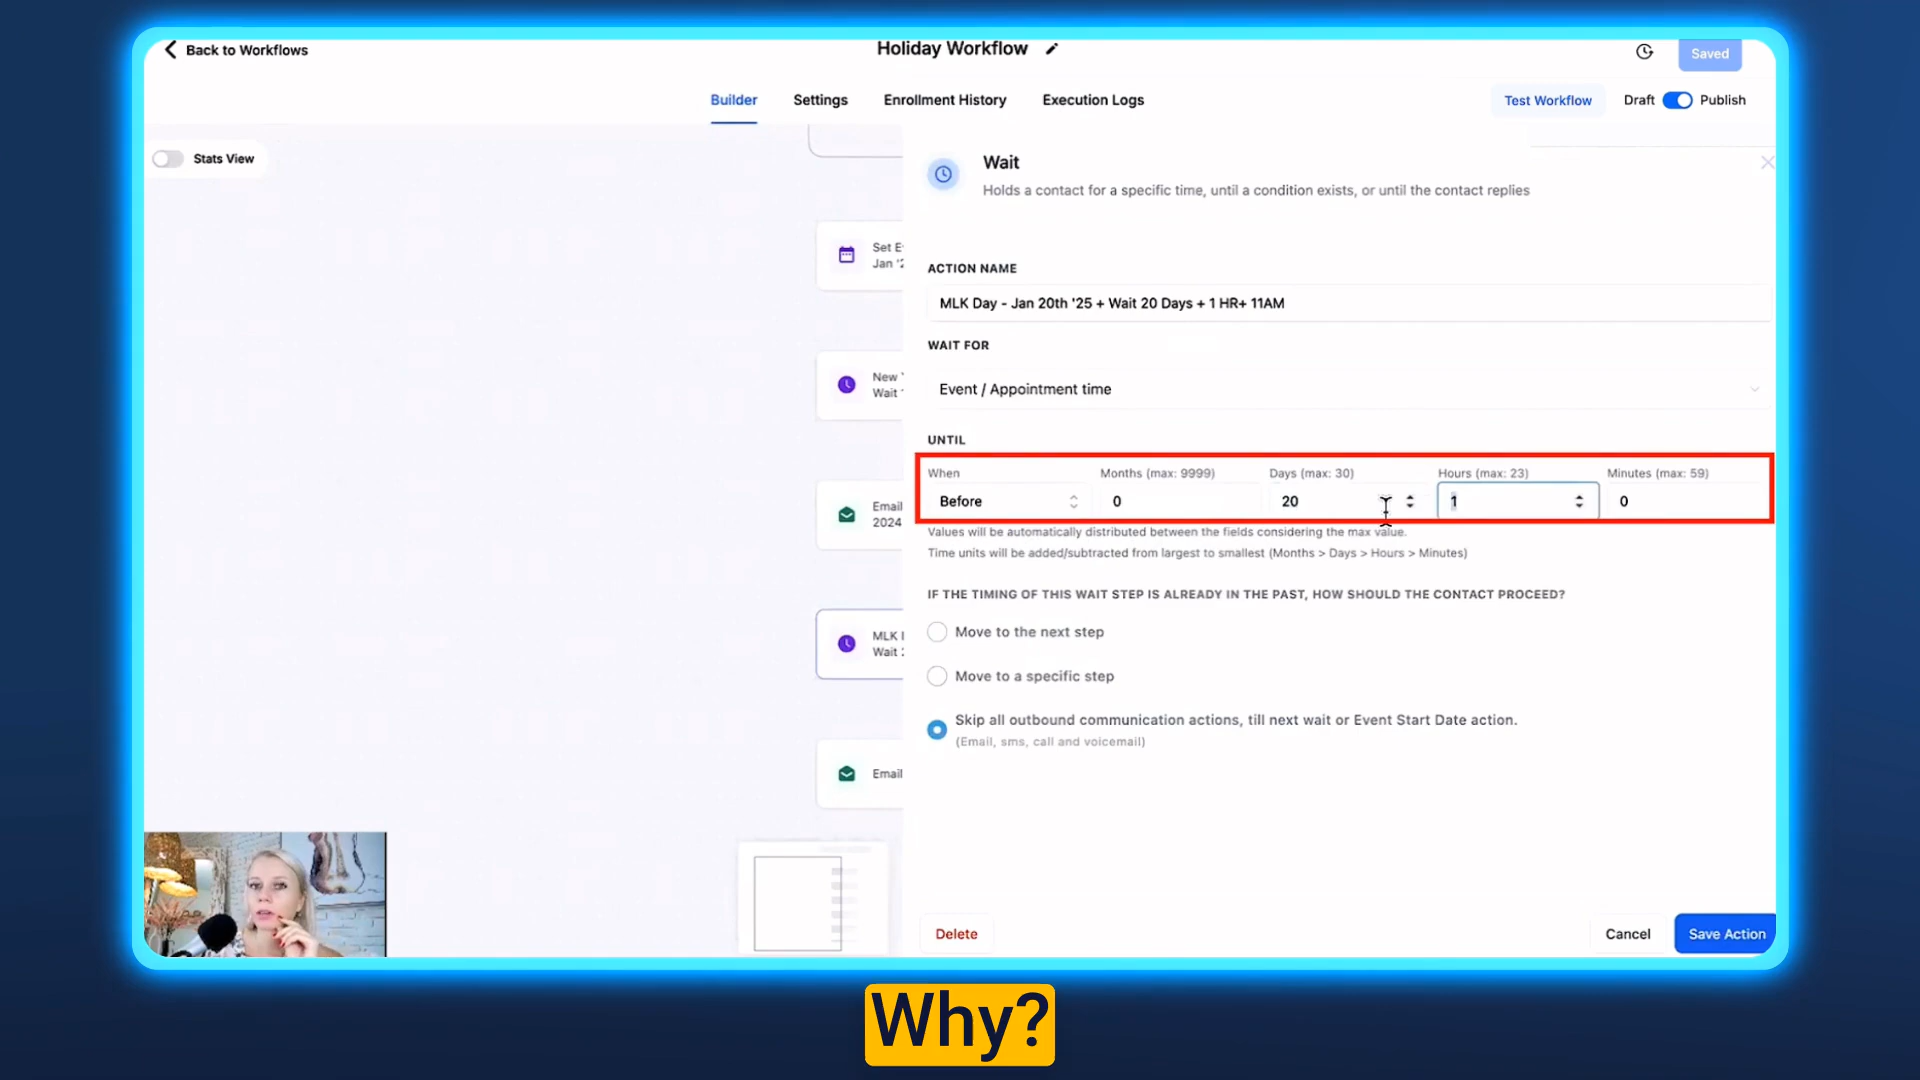 Back to Workflows
Holiday Workflow
Saved
Builder
Settings
Enrollment History
Execution Logs
Test Workflow
Draft
Publish
Stats View
Wait
Holds a contact for a specific time, until a condition exists, or until the contact replies
Set E
Jan '2
ACTION NAME
MLK Day - Jan 20th '25 + Wait 20 Days + 1 HR+ 11AM
WAIT FOR
New '
Wait
Event / Appointment time
UNTIL
When
Months (max: 9999)
Days (max: 30)
Hours (max: 23)
Minutes (max: 59)
Before
0
20
1
0
Email
2024
Values will be automatically distributed between the fields considering the max value.
Time units will be added/subtracted from largest to smallest (Months > Days > Hours > Minutes)
IF THE TIMING OF THIS WAIT STEP IS ALREADY IN THE PAST, HOW SHOULD THE CONTACT PROCEED?
Move to the next step
MLK
Wait
Move to a specific step
Skip all outbound communication actions, till next wait or Event Start Date action.
(Email, sms, call and voicemail)
Email
Delete
Cancel
Save Action
Why?